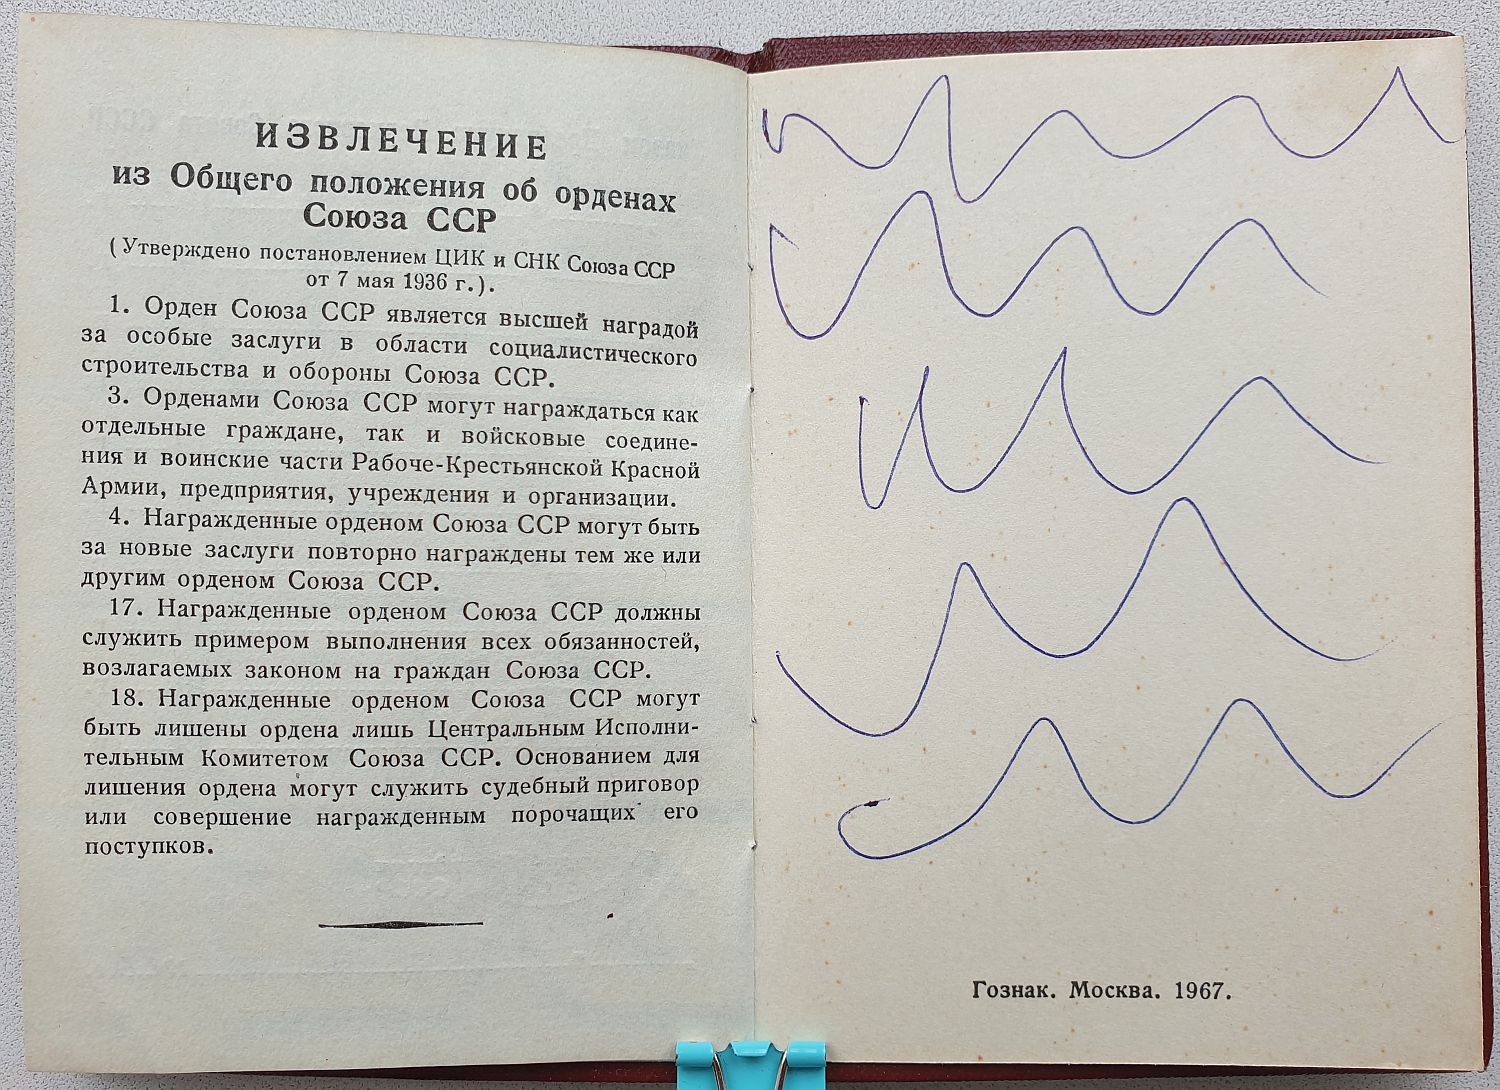 ИЗВЛЕЧЕНИЕ
из Общего положения об орденах
Союза ССР
(Утверждено постановлением ЦИК и СНК Союза ССР
от 7 мая 1936 г.).
1. Орден Союза ССР является высшей наградой
за особые заслуги в области социалистического
строительства и обороны Союза ССР.
3. Орденами Союза ССР могут награждаться как
отдельные граждане, так и войсковые соедине-
ния и воинские части Рабоче-Крестьянской Красной
Армии, предприятия, учреждения и организации.
4. Награжденные орденом Союза ССР могут быть
за новые заслуги повторно награждены тем же или
другим орденом Союза ССР.
17. Награжденные орденом Союза ССР должны
служить примером выполнения всех обязанностей,
возлагаемых законом на граждан Союза ССР.
18. Награжденные орденом Союза ССР могут
быть лишены ордена лишь Центральным Исполни-
тельным Комитетом Союза ССР. Основанием для
лишения ордена могут служить судебный приговор
или совершение награжденным порочащих его
поступков.
Гознак. Москва. 1967.